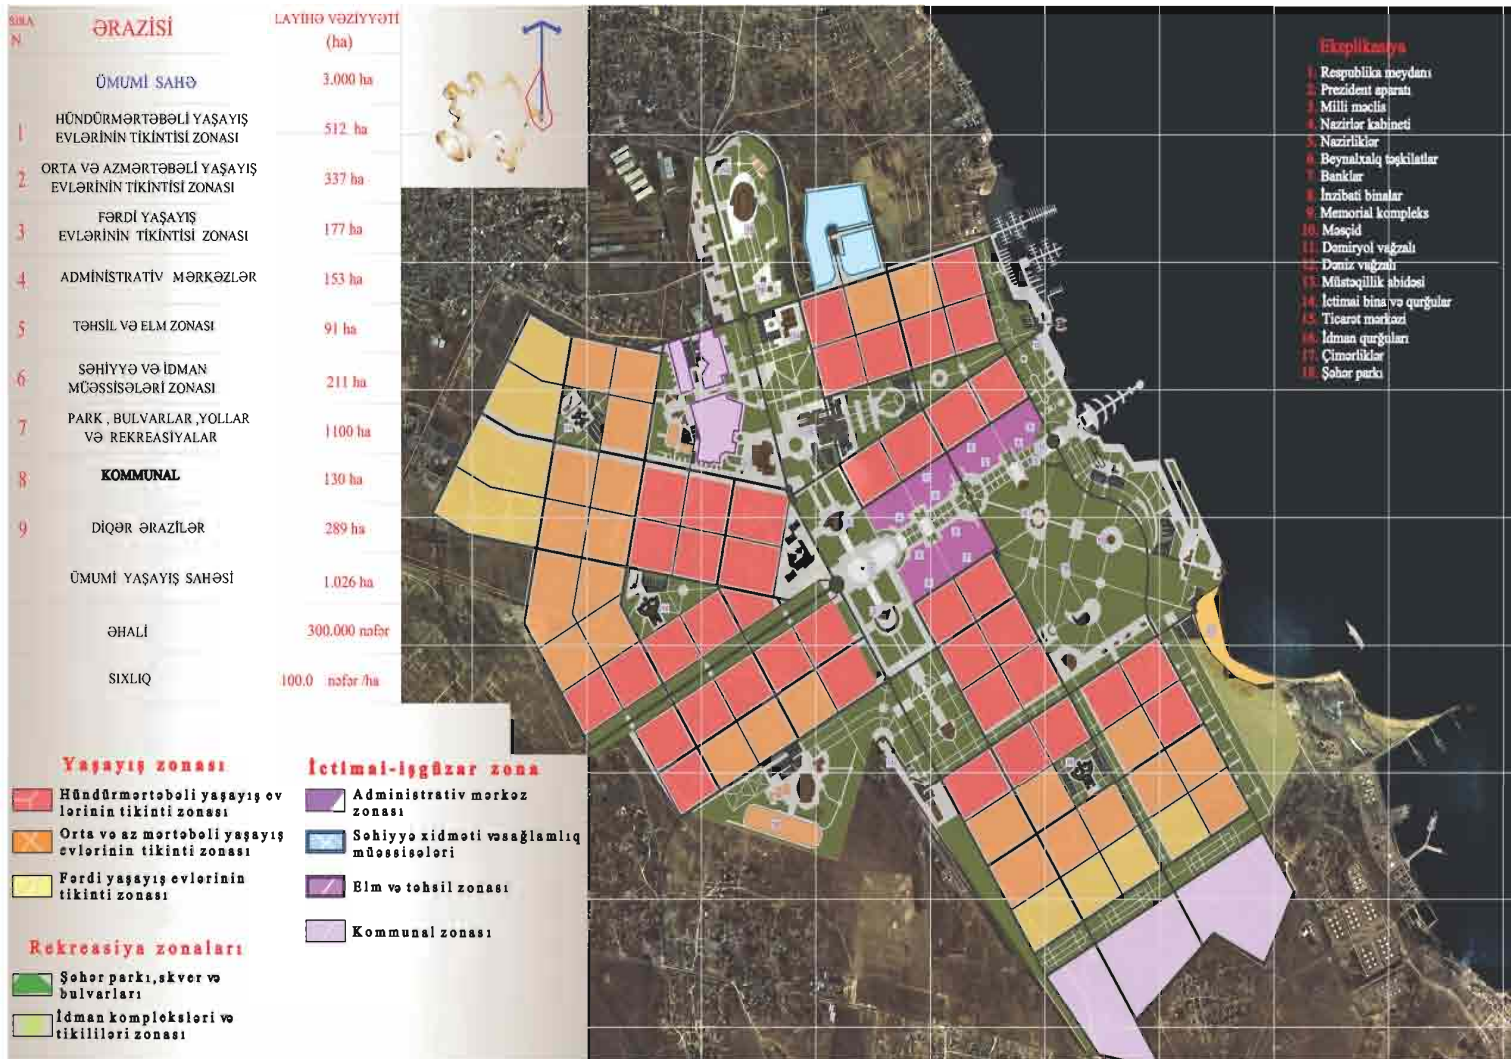 SIRA
N
ƏRAZİSİ
LAYİHƏ VƏZİYYƏTİ
(ha)
ÜMUMİ SAHƏ
3.000 ha
1
HÜNDÜRMƏRTƏBƏLİ YAŞAYIŞ
EVLƏRİNİN TİKİNTİSİ ZONASI
512 ha
2
ORTA VƏ AZMƏRTƏBƏLİ YAŞAYIŞ
EVLƏRİNİN TİKİNTİSİ ZONASI
337 ha
3
FƏRDİ YAŞAYIŞ
EVLƏRİNİN TİKİNTİSİ ZONASI
177 ha
4
ADMİNİSTRATİV MƏRKƏZLƏR
153 ha
5
TƏHSİL VƏ ELM ZONASI
91 ha
6
SƏHİYYƏ VƏ İDMAN
MÜƏSSİSƏLƏRİ ZONASI
211 ha
7
PARK , BULVARLAR ,YOLLAR
VƏ REKREASİYALAR
1100 ha
8
KOMMUNAL
130 ha
9
DİQƏR ƏRAZİLƏR
289 ha
ÜMUMİ YAŞAYIŞ SAHƏSİ
1.026 ha
ƏHALİ
300.000 nəfər
SIXLIQ
100.0 nəfər /ha
Yaşayış zonası
Hündürmərtəbəli yaşayış ev
lərinin tikinti zonası
Orta və az mərtəbəli yaşayış
evlərinin tikinti zonası
Fərdi yaşayış evlərinin
tikinti zonası
Rekreasiya zonaları
Şəhər parkı,skver və
bulvarları
İdman kompleksləri və
tikililəri zonası
İctimai-işgüzar zona
Administrativ mərkəz
zonası
Səhiyyə xidməti vəsağlamlıq
müəssisələri
Elm və təhsil zonası
Kommunal zonası
Eksplikasiya
1. Respublika meydanı
2. Prezident aparatı
3. Milli məclis
4. Nazirlər kabineti
5. Nazirliklər
6. Beynəlxalq təşkilatlar
7. Banklar
8. İnzibati binalar
9. Memorial kompleks
10. Məsçid
11. Dəmiryol vağzalı
12. Dəniz vağzalı
13. Müstəqillik abidəsi
14. İctimai bina və qurğular
15. Ticarət mərkəzi
16. İdman qurğuları
17. Çimərliklər
18. Şəhər parkı